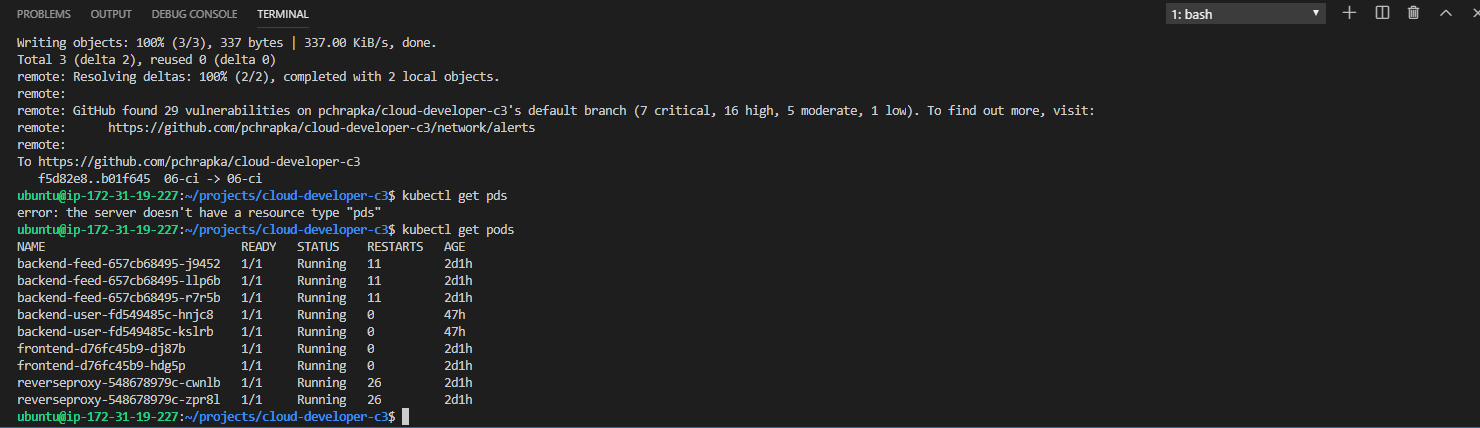 PROBLEMS OUTPUT DEBUG CONSOLE TERMINAL 1: bash
Writing objects: 100% (3/3), 337 bytes | 337.00 KiB/s, done.
Total 3 (delta 2), reused 0 (delta 0)
remote: Resolving deltas: 100% (2/2), completed with 2 local objects.
remote:
remote: GitHub found 29 vulnerabilities on pchrapka/cloud-developer-c3's default branch (7 critical, 16 high, 5 moderate, 1 low). To find out more, visit:
remote:      https://github.com/pchrapka/cloud-developer-c3/network/alerts
remote:
To https://github.com/pchrapka/cloud-developer-c3
   f5d82e8..b01f645  06-ci -> 06-ci
ubuntu@ip-172-31-19-227:~/projects/cloud-developer-c3$ kubectl get pds
error: the server doesn't have a resource type "pds"
ubuntu@ip-172-31-19-227:~/projects/cloud-developer-c3$ kubectl get pods
NAME                            READY   STATUS    RESTARTS   AGE
backend-feed-657cb68495-j9452   1/1     Running   11         2d1h
backend-feed-657cb68495-llp6b   1/1     Running   11         2d1h
backend-feed-657cb68495-r7r5b   1/1     Running   11         2d1h
backend-user-fd549485c-hnjc8    1/1     Running   0          47h
backend-user-fd549485c-kslrb    1/1     Running   0          47h
frontend-d76fc45b9-dj87b        1/1     Running   0          2d1h
frontend-d76fc45b9-hdg5p        1/1     Running   0          2d1h
reverseproxy-548678979c-cwnlb   1/1     Running   26         2d1h
reverseproxy-548678979c-zpr8l   1/1     Running   26         2d1h
ubuntu@ip-172-31-19-227:~/projects/cloud-developer-c3$